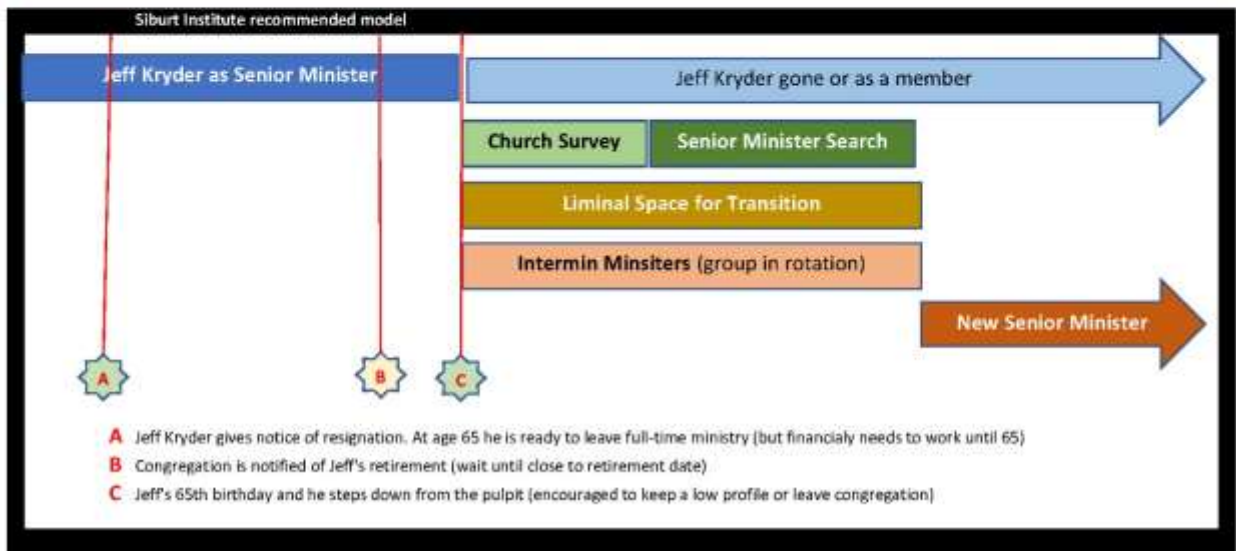 Siburt Institute recommended model
Jeff Kryder as Senior Minister
Jeff Kryder gone or as a member
Church Survey
Senior Minister Search
Liminal Space for Transition
Intermin Minsiters (group in rotation)
New Senior Minister
A
B
C
A Jeff Kryder gives notice of resignation. At age 65 he is ready to leave full-time ministry (but financialy needs to work until 65)
B Congregation is notified of Jeff's retirement (wait until close to retirement date)
C Jeff's 65th birthday and he steps down from the pulpit (encouraged to keep a low profile or leave congregation)